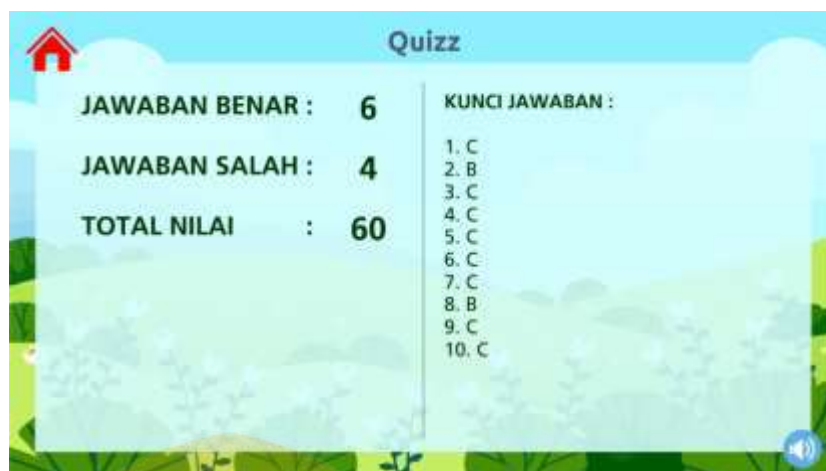 Quizz
JAWABAN BENAR : 6
JAWABAN SALAH : 4
TOTAL NILAI : 60
KUNCI JAWABAN :
1. C
2. B
3. C
4. C
5. C
6. C
7. C
8. B
9. C
10. C